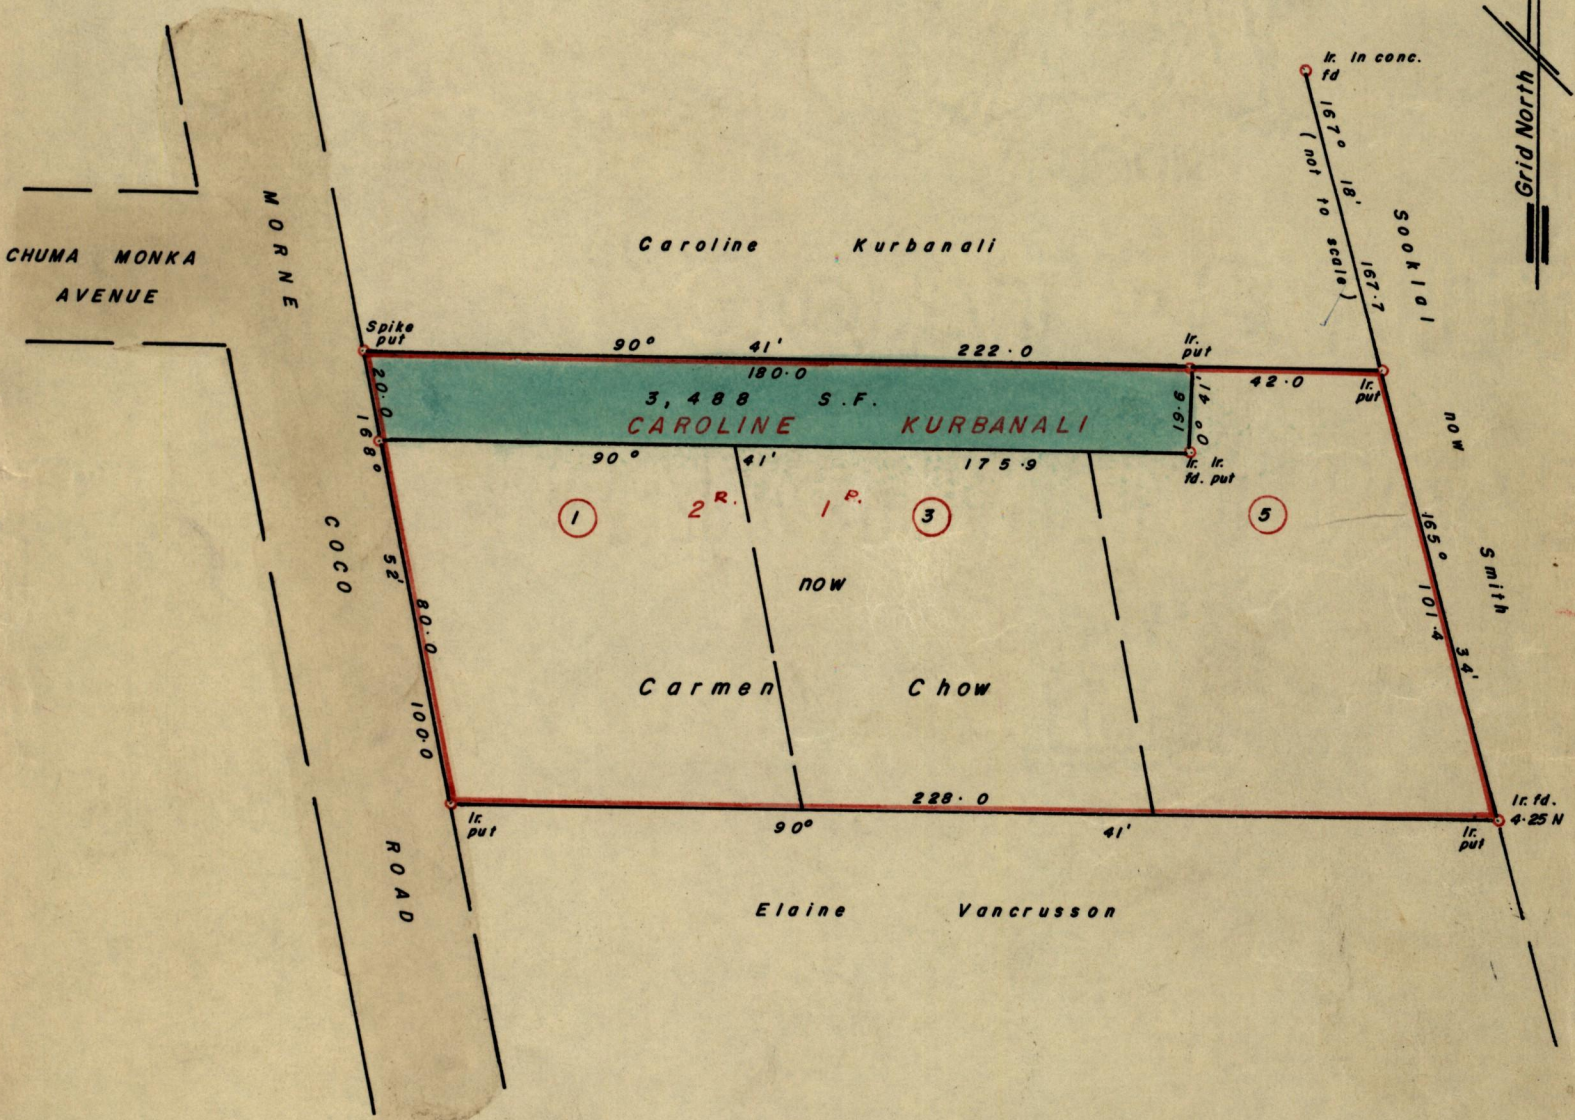 Ir. In conc.
fd
Grid North
167° 18' 167.7
( not to scale )
Sooklal now Smith
CHUMA MONKA
AVENUE
MORNE COCO ROAD
Caroline Kurbanali
Spike
put
90° 41' 222.0
Ir.
put
180.0
42.0
Ir.
put
20.0
3,488 S.F.
19.6
0° 41'
CAROLINE KURBANALI
168° 52'
90° 41' 175.9
Ir. Ir.
fd. put
1
2 R. 1 P.
3
5
165° 34'
101.4
now
80.0
Carmen Chow
100.0
228.0
Ir.
put
90° 41'
Ir.
put
Ir. fd.
4.25 N
Elaine Vancrusson